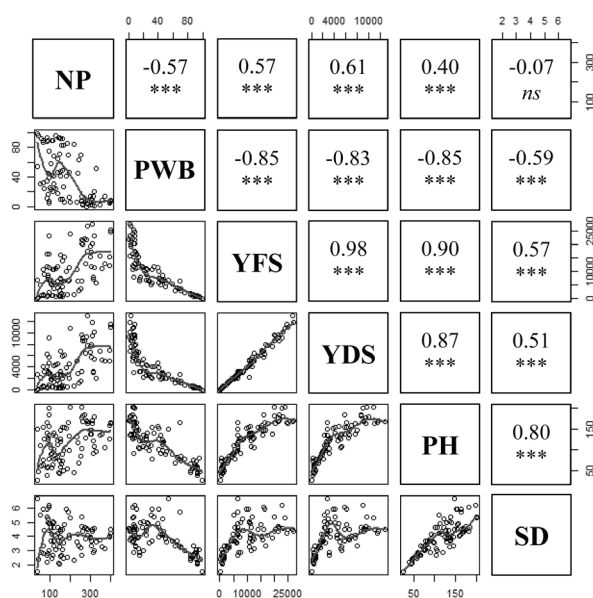 0 40 80 0 4000 10000 2 3 4 5 6
NP -0.57 0.57 0.61 0.40 -0.07 300
*** *** *** *** ns 100
80 PWB -0.85 -0.83 -0.85 -0.59
40 *** *** *** ***
0
YFS 0.98 0.90 0.57 25000
*** *** *** 10000
0
10000 YDS 0.87 0.51
4000 *** ***
0
PH 0.80 150
*** 50
6 SD
5
4
3
2
100 300 0 10000 25000 50 150